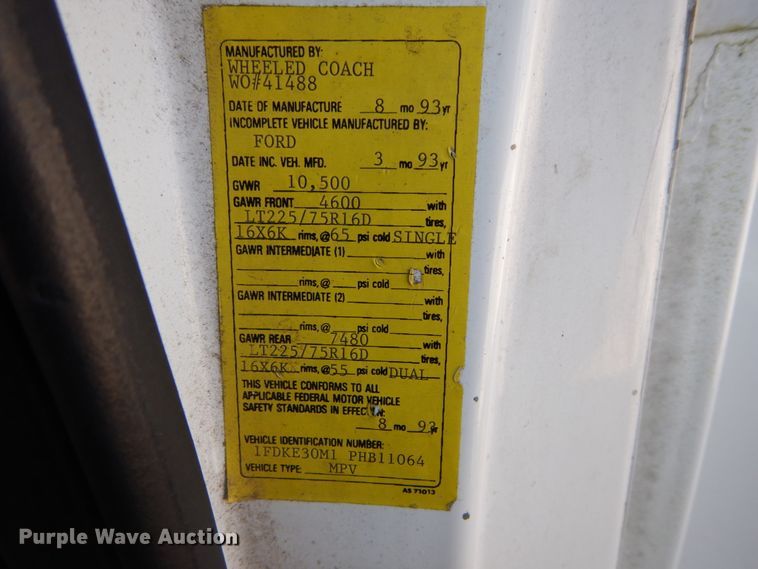 MANUFACTURED BY:
WHEELED COACH
WO#41488
DATE OF MANUFACTURE 8 mo 93 yr
INCOMPLETE VEHICLE MANUFACTURED BY:
FORD
DATE INC. VEH. MFD. 3 mo 93 yr
GVWR 10,500
GAWR FRONT 4600 with
LT225/75R16D tires,
16X6K rims, @ 65 psi cold SINGLE
GAWR INTERMEDIATE (1) with
tires,
rims, @ psi cold
GAWR INTERMEDIATE (2) with
tires,
rims, @ psi cold
GAWR REAR 7480 with
LT225/75R16D tires,
16X6K rims, @ 55 psi cold DUAL
THIS VEHICLE CONFORMS TO ALL
APPLICABLE FEDERAL MOTOR VEHICLE
SAFETY STANDARDS IN EFFECT IN:
8 mo 93 yr
VEHICLE IDENTIFICATION NUMBER:
1FDKE30M1 PHB11064
VEHICLE TYPE MPV
AS 71013
Purple Wave Auction